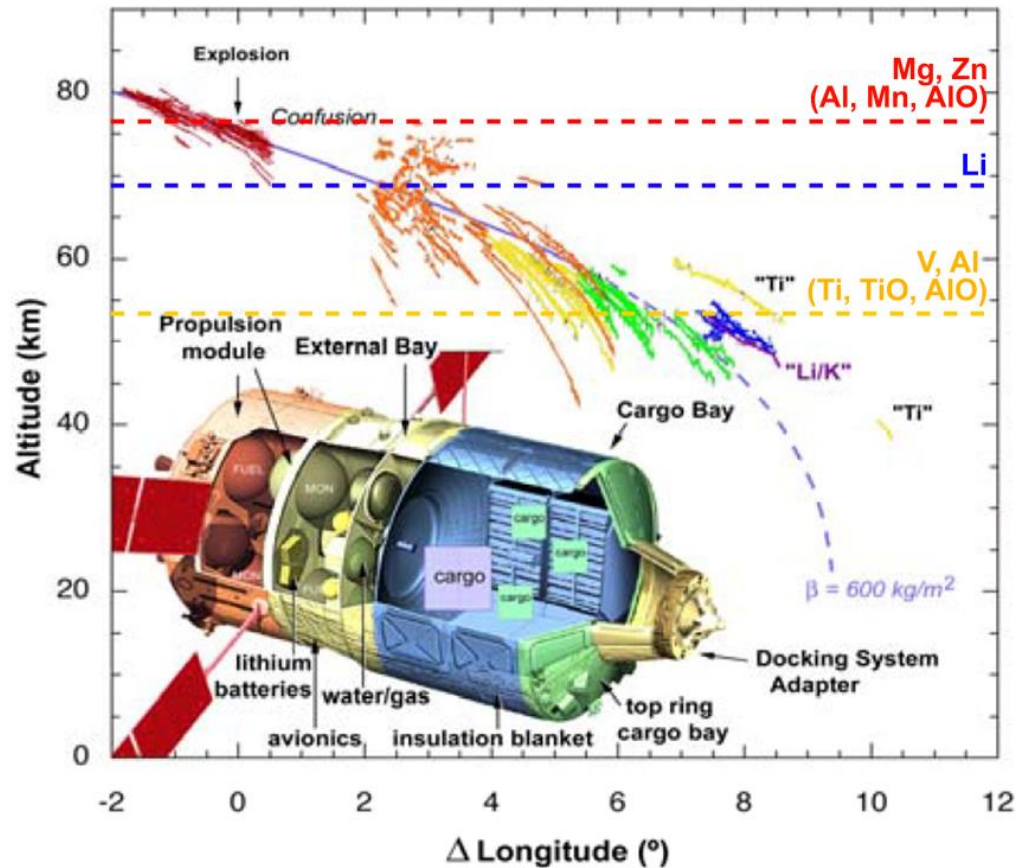 Explosion
Mg, Zn
(Al, Mn, AlO)
80
Confusion
Li
60
V, Al
(Ti, TiO, AlO)
"Ti"
Propulsion
module
External Bay
"Li/K"
Altitude (km)
40
Cargo Bay
"Ti"
FUEL
MON
cargo
cargo
cargo
cargo
MON
20
β = 600 kg/m²
lithium
batteries
water/gas
Docking System
Adapter
avionics
insulation blanket
top ring
cargo bay
0
-2
0
2
4
6
8
10
12
Δ Longitude (º)